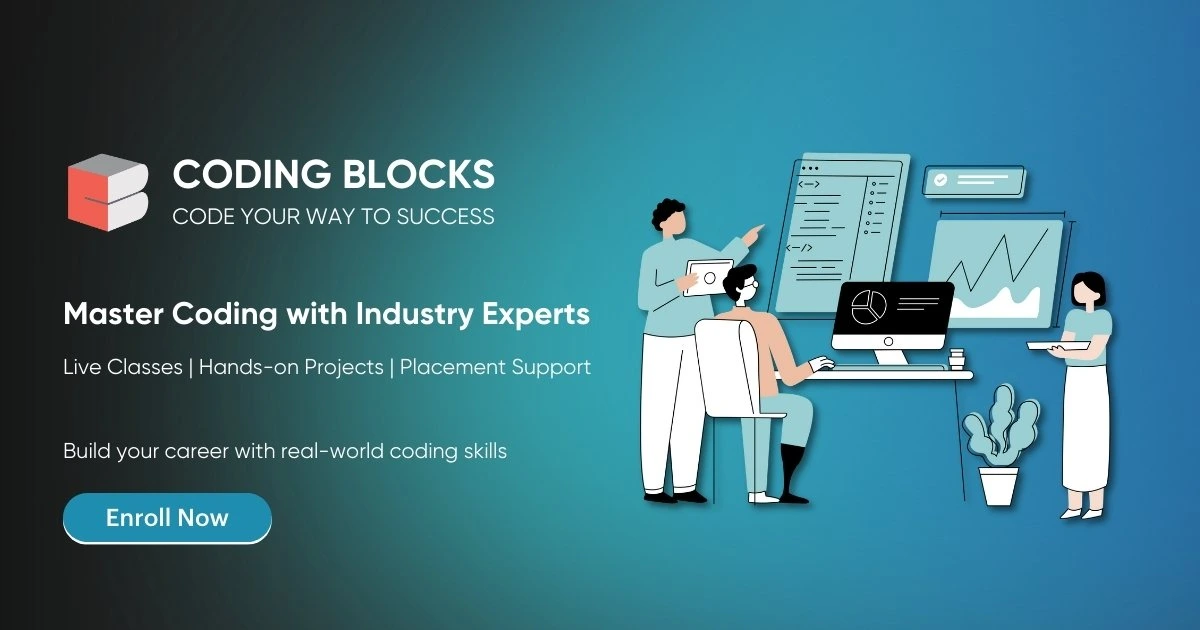 CODING BLOCKS
CODE YOUR WAY TO SUCCESS
Master Coding with Industry Experts
Live Classes | Hands-on Projects | Placement Support
Build your career with real-world coding skills
Enroll Now